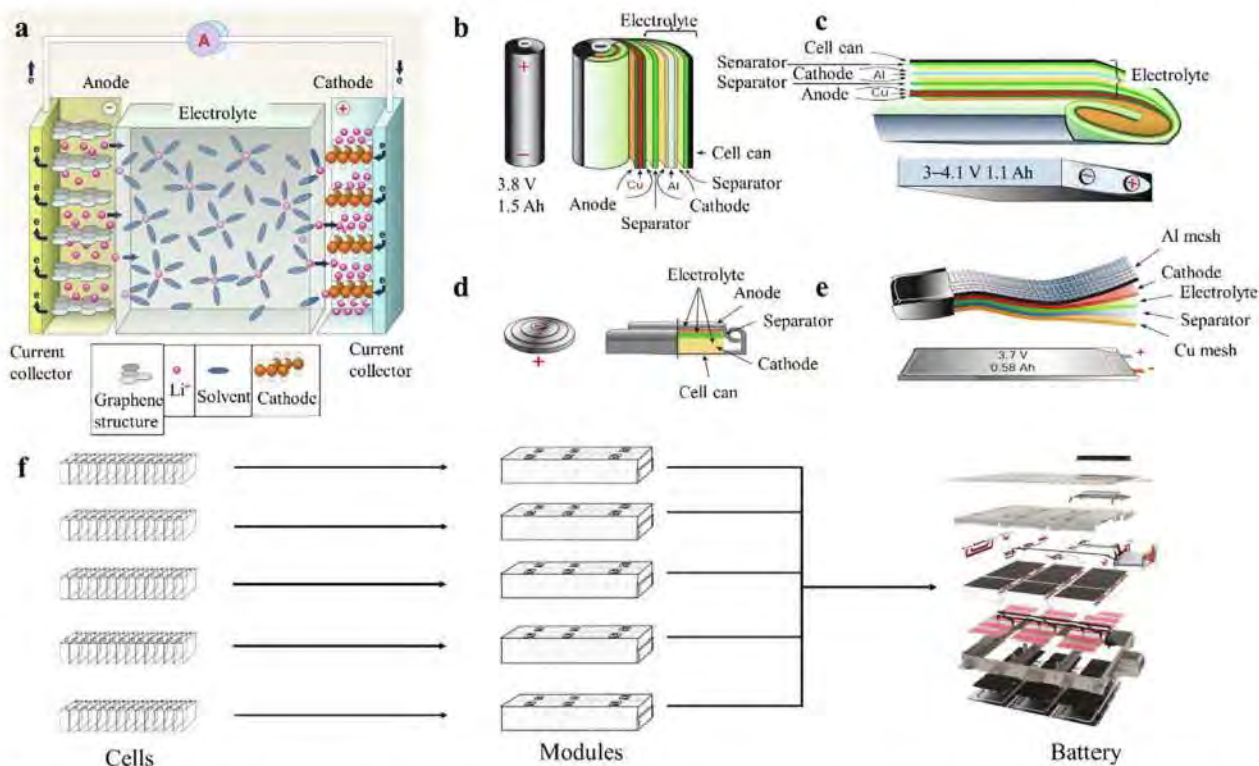 a
A
e
e
Anode
Cathode
−
+
Electrolyte
e
e
e
e
e
e
e
e
Current
collector
Current
collector
Graphene
structure
Li+
Solvent
Cathode
b
Electrolyte
+
−
−
3.8 V
1.5 Ah
Cu
Al
Anode
Separator
Cathode
Separator
Cell can
c
Cell can
Separator
Cathode
Al
Separator
Anode
Cu
Electrolyte
3–4.1 V 1.1 Ah
−
+
d
+
Electrolyte
Anode
Separator
Cathode
Cell can
e
Al mesh
Cathode
Electrolyte
Separator
Cu mesh
3.7 V
0.58 Ah
+
−
f
Cells
Modules
Battery